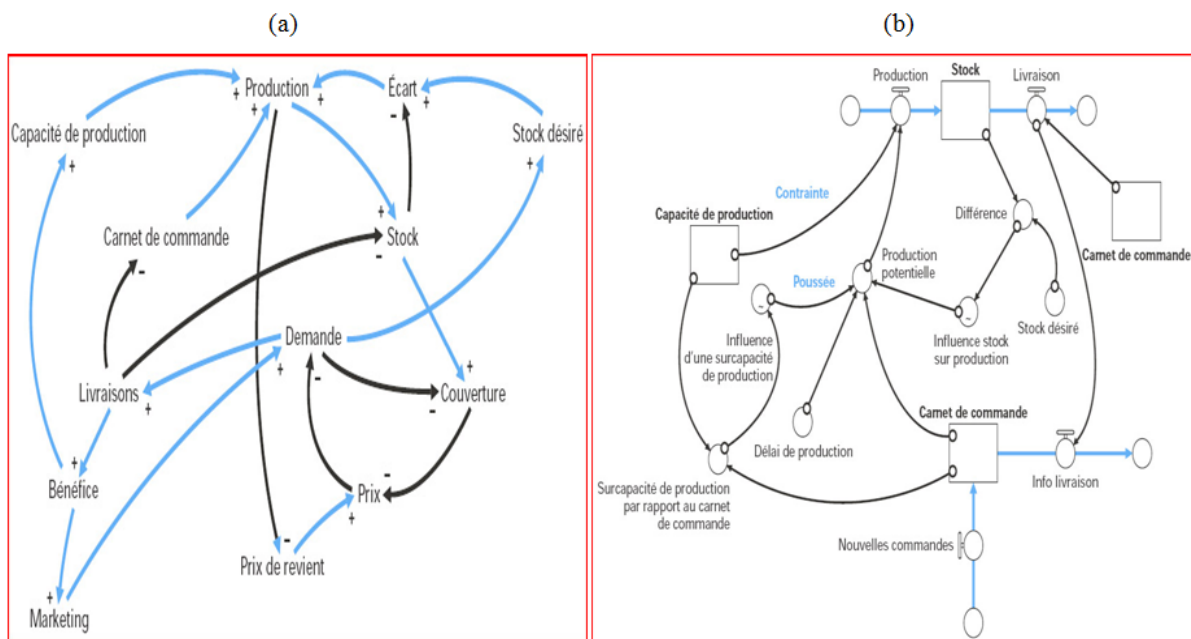 (a)
Production
Écart
Capacité de production
Stock désiré
Carnet de commande
Stock
Demande
Livraisons
Couverture
Bénéfice
Prix
Prix de revient
Marketing
(b)
Production
Stock
Livraison
Contrainte
Capacité de production
Différence
Carnet de commande
Production
potentielle
Poussée
Influence
d'une surcapacité
de production
Influence stock
sur production
Stock désiré
Délai de production
Carnet de commande
Surcapacité de production
par rapport au carnet
de commande
Info livraison
Nouvelles commandes